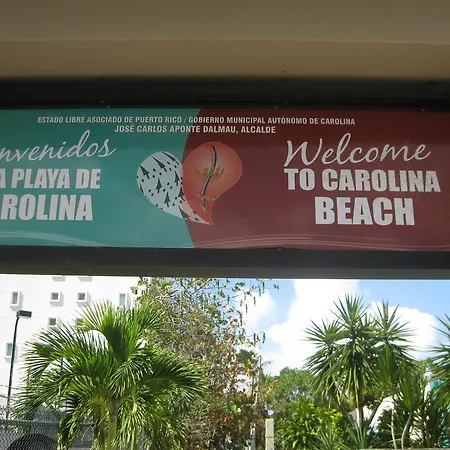 ESTADO LIBRE ASOCIADO DE PUERTO RICO / GOBIERNO MUNICIPAL AUTÓNOMO DE CAROLINA
JOSÉ CARLOS APONTE DALMAU, ALCALDE
nvenidos
A PLAYA DE
ROLINA
Welcome
TO CAROLINA
BEACH